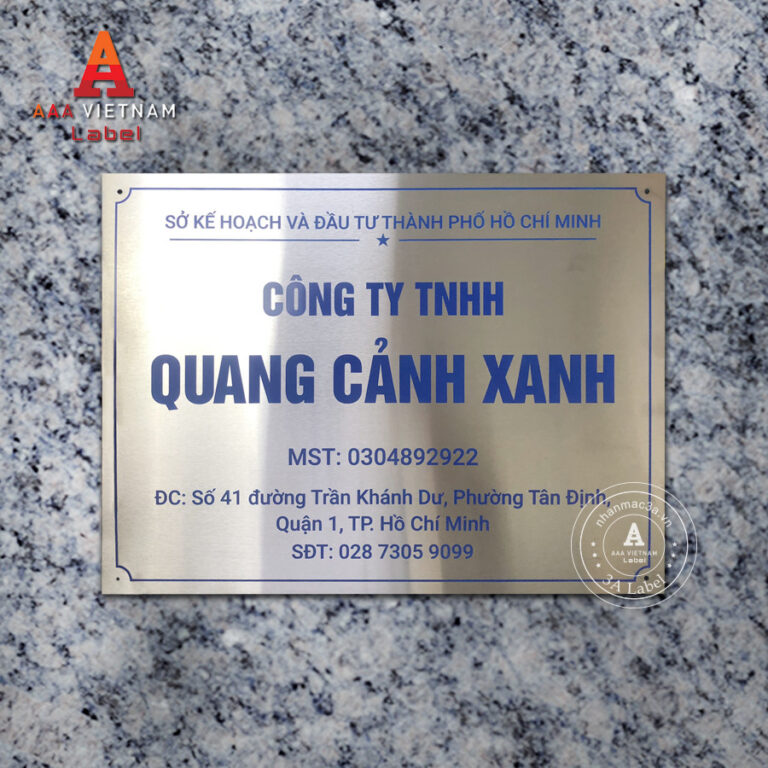 A
AAA VIETNAM
Label
SỞ KẾ HOẠCH VÀ ĐẦU TƯ THÀNH PHỐ HỒ CHÍ MINH
CÔNG TY TNHH
QUANG CẢNH XANH
MST: 0304892922
ĐC: Số 41 đường Trần Khánh Dư, Phường Tân Định,
Quận 1, TP. Hồ Chí Minh
SĐT: 028 7305 9099
nhanmac3a.vn
A
AAA VIETNAM
Label
3A Label